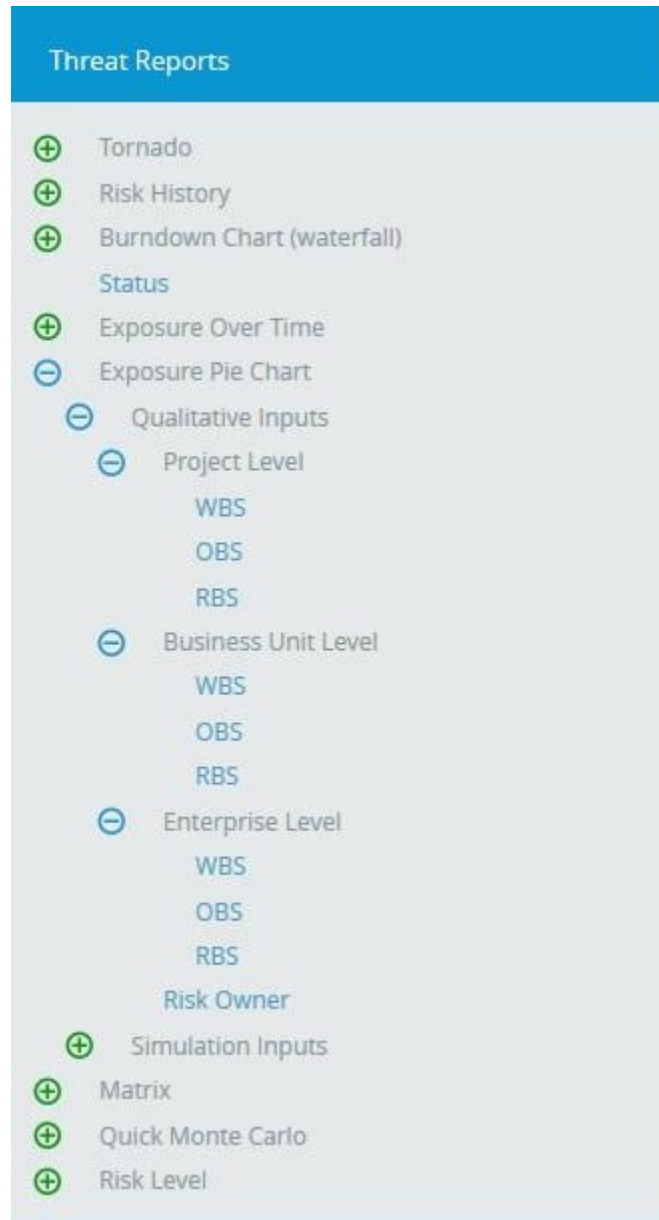 Threat Reports
Tornado
Risk History
Burndown Chart (waterfall)
Status
Exposure Over Time
Exposure Pie Chart
Qualitative Inputs
Project Level
WBS
OBS
RBS
Business Unit Level
WBS
OBS
RBS
Enterprise Level
WBS
OBS
RBS
Risk Owner
Simulation Inputs
Matrix
Quick Monte Carlo
Risk Level